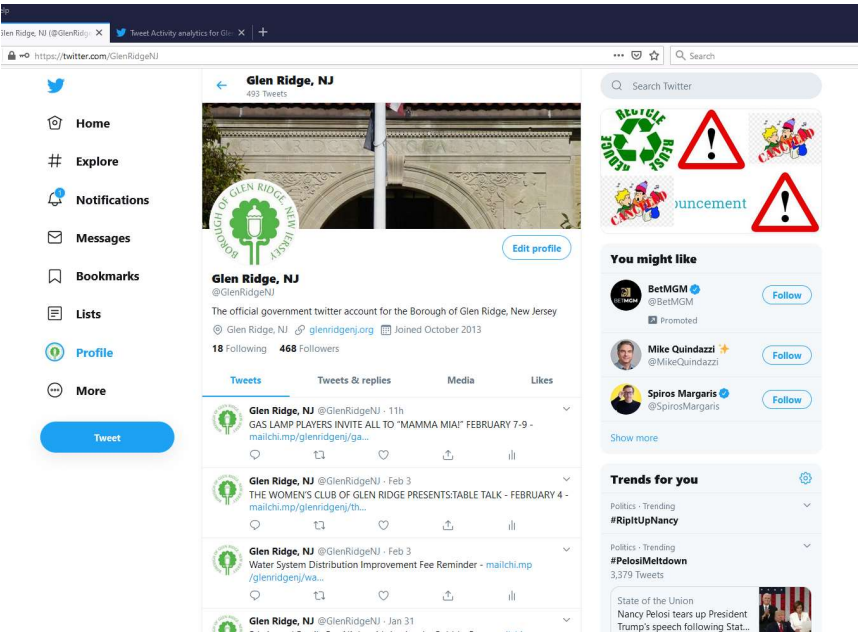 elp
Glen Ridge, NJ (@GlenRidg
Tweet Activity analytics for Gle
https://twitter.com/GlenRidgeNJ
Search
Glen Ridge, NJ
493 Tweets
Search Twitter
Home
Explore
1
Notifications
Messages
Bookmarks
Lists
Profile
More
Tweet
BOROUGH OF GLEN RIDGE, NEW JERSEY
Edit profile
Glen Ridge, NJ
@GlenRidgeNJ
The official government twitter account for the Borough of Glen Ridge, New Jersey
Glen Ridge, NJ glenridgenj.org Joined October 2013
18 Following 468 Followers
Tweets Tweets & replies Media Likes
Glen Ridge, NJ @GlenRidgeNJ · 11h
GAS LAMP PLAYERS INVITE ALL TO "MAMMA MIA!" FEBRUARY 7-9 -
mailchi.mp/glenridgenj/ga...
Glen Ridge, NJ @GlenRidgeNJ · Feb 3
THE WOMEN'S CLUB OF GLEN RIDGE PRESENTS:TABLE TALK - FEBRUARY 4 -
mailchi.mp/glenridgenj/th...
Glen Ridge, NJ @GlenRidgeNJ · Feb 3
Water System Distribution Improvement Fee Reminder - mailchi.mp
/glenridgenj/wa...
Glen Ridge, NJ @GlenRidgeNJ · Jan 31
RECYCLE
REDUCE
REUSE
CANCELED
CANCELED
ouncement
You might like
BETMGM
BetMGM
@BetMGM
Promoted
Follow
Mike Quindazzi
@MikeQuindazzi
Follow
Spiros Margaris
@SpirosMargaris
Follow
Show more
Trends for you
Politics · Trending
#RipItUpNancy
Politics · Trending
#PelosiMeltdown
3,379 Tweets
State of the Union
Nancy Pelosi tears up President
Trump's speech following Stat...